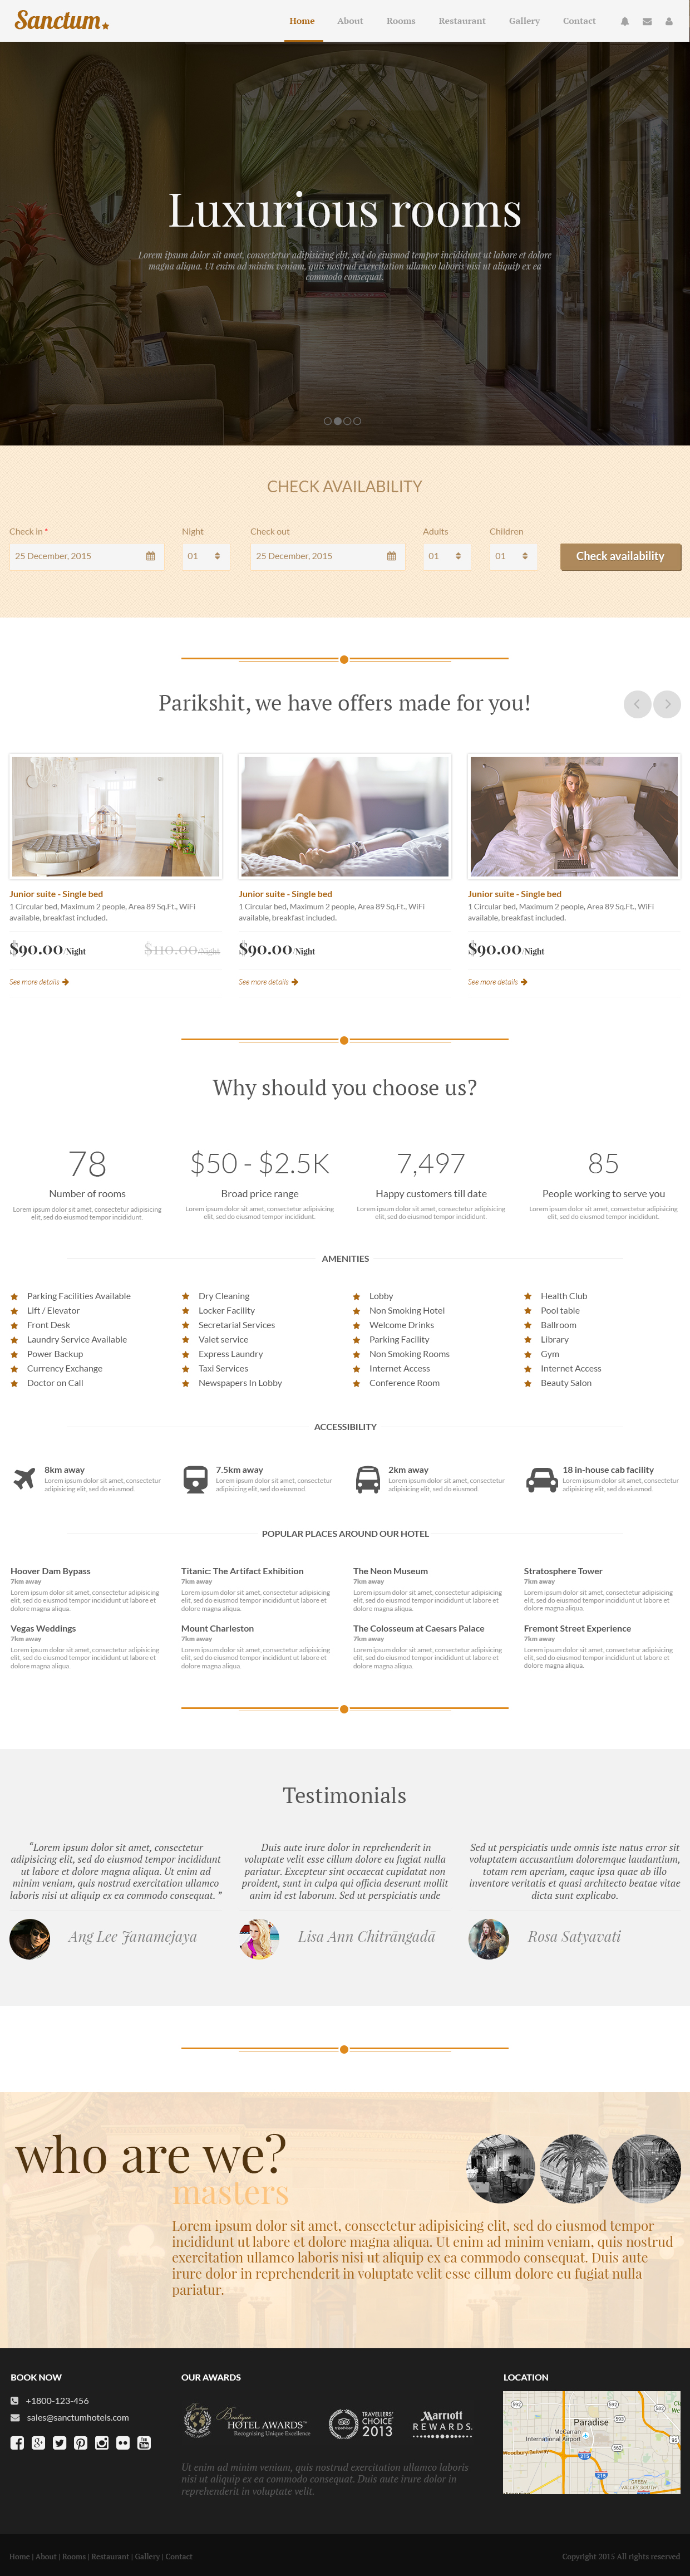 Sanctum
Home About Rooms Restaurant Gallery Contact
Luxurious rooms
Lorem ipsum dolor sit amet, consectetur adipisicing elit, sed do eiusmod tempor incididunt ut labore et dolore
magna aliqua. Ut enim ad minim veniam, quis nostrud exercitation ullamco laboris nisi ut aliquip ex ea
commodo consequat.
CHECK AVAILABILITY
Check in * Night Check out Adults Children
25 December, 2015 01 25 December, 2015 01 01 Check availability
Parikshit, we have offers made for you!
Junior suite - Single bed
1 Circular bed, Maximum 2 people, Area 89 Sq.Ft., WiFi
available, breakfast included.
$90.00/Night $110.00/Night
See more details
Junior suite - Single bed
1 Circular bed, Maximum 2 people, Area 89 Sq.Ft., WiFi
available, breakfast included.
$90.00/Night
See more details
Junior suite - Single bed
1 Circular bed, Maximum 2 people, Area 89 Sq.Ft., WiFi
available, breakfast included.
$90.00/Night
See more details
Why should you choose us?
78
Number of rooms
Lorem ipsum dolor sit amet, consectetur adipisicing
elit, sed do eiusmod tempor incididunt.
$50 - $2.5K
Broad price range
Lorem ipsum dolor sit amet, consectetur adipisicing
elit, sed do eiusmod tempor incididunt.
7,497
Happy customers till date
Lorem ipsum dolor sit amet, consectetur adipisicing
elit, sed do eiusmod tempor incididunt.
85
People working to serve you
Lorem ipsum dolor sit amet, consectetur adipisicing
elit, sed do eiusmod tempor incididunt.
AMENITIES
Parking Facilities Available
Lift / Elevator
Front Desk
Laundry Service Available
Power Backup
Currency Exchange
Doctor on Call
Dry Cleaning
Locker Facility
Secretarial Services
Valet service
Express Laundry
Taxi Services
Newspapers In Lobby
Lobby
Non Smoking Hotel
Welcome Drinks
Parking Facility
Non Smoking Rooms
Internet Access
Conference Room
Health Club
Pool table
Ballroom
Library
Gym
Internet Access
Beauty Salon
ACCESSIBILITY
8km away
Lorem ipsum dolor sit amet, consectetur
adipisicing elit, sed do eiusmod.
7.5km away
Lorem ipsum dolor sit amet, consectetur
adipisicing elit, sed do eiusmod.
2km away
Lorem ipsum dolor sit amet, consectetur
adipisicing elit, sed do eiusmod.
18 in-house cab facility
Lorem ipsum dolor sit amet, consectetur
adipisicing elit, sed do eiusmod.
POPULAR PLACES AROUND OUR HOTEL
Hoover Dam Bypass
7km away
Lorem ipsum dolor sit amet, consectetur adipisicing
elit, sed do eiusmod tempor incididunt ut labore et
dolore magna aliqua.
Titanic: The Artifact Exhibition
7km away
Lorem ipsum dolor sit amet, consectetur adipisicing
elit, sed do eiusmod tempor incididunt ut labore et
dolore magna aliqua.
The Neon Museum
7km away
Lorem ipsum dolor sit amet, consectetur adipisicing
elit, sed do eiusmod tempor incididunt ut labore et
dolore magna aliqua.
Stratosphere Tower
7km away
Lorem ipsum dolor sit amet, consectetur adipisicing
elit, sed do eiusmod tempor incididunt ut labore et
dolore magna aliqua.
Vegas Weddings
7km away
Lorem ipsum dolor sit amet, consectetur adipisicing
elit, sed do eiusmod tempor incididunt ut labore et
dolore magna aliqua.
Mount Charleston
7km away
Lorem ipsum dolor sit amet, consectetur adipisicing
elit, sed do eiusmod tempor incididunt ut labore et
dolore magna aliqua.
The Colosseum at Caesars Palace
7km away
Lorem ipsum dolor sit amet, consectetur adipisicing
elit, sed do eiusmod tempor incididunt ut labore et
dolore magna aliqua.
Fremont Street Experience
7km away
Lorem ipsum dolor sit amet, consectetur adipisicing
elit, sed do eiusmod tempor incididunt ut labore et
dolore magna aliqua.
Testimonials
“Lorem ipsum dolor sit amet, consectetur
adipisicing elit, sed do eiusmod tempor incididunt
ut labore et dolore magna aliqua. Ut enim ad
minim veniam, quis nostrud exercitation ullamco
laboris nisi ut aliquip ex ea commodo consequat. ”
Ang Lee Janamejaya
Duis aute irure dolor in reprehenderit in
voluptate velit esse cillum dolore eu fugiat nulla
pariatur. Excepteur sint occaecat cupidatat non
proident, sunt in culpa qui officia deserunt mollit
anim id est laborum. Sed ut perspiciatis unde
Lisa Ann Chitrāngadā
Sed ut perspiciatis unde omnis iste natus error sit
voluptatem accusantium doloremque laudantium,
totam rem aperiam, eaque ipsa quae ab illo
inventore veritatis et quasi architecto beatae vitae
dicta sunt explicabo.
Rosa Satyavati
who are we?
masters
Lorem ipsum dolor sit amet, consectetur adipisicing elit, sed do eiusmod tempor
incididunt ut labore et dolore magna aliqua. Ut enim ad minim veniam, quis nostrud
exercitation ullamco laboris nisi ut aliquip ex ea commodo consequat. Duis aute
irure dolor in reprehenderit in voluptate velit esse cillum dolore eu fugiat nulla
pariatur.
BOOK NOW
+1800-123-456
sales@sanctumhotels.com
OUR AWARDS
Boutique
HOTEL AWARDS™
Recognising Unique Excellence
TRAVELLERS'
CHOICE
2013
Marriott
REWARDS.
Ut enim ad minim veniam, quis nostrud exercitation ullamco laboris
nisi ut aliquip ex ea commodo consequat. Duis aute irure dolor in
reprehenderit in voluptate velit.
LOCATION
592
592
593
582
Paradise
McCarran
International Airport
562
95
Woodbury Beltway
215
215
GREEN
VALLEY SOUTH
Home | About | Rooms | Restaurant | Gallery | Contact
Copyright 2015 All rights reserved